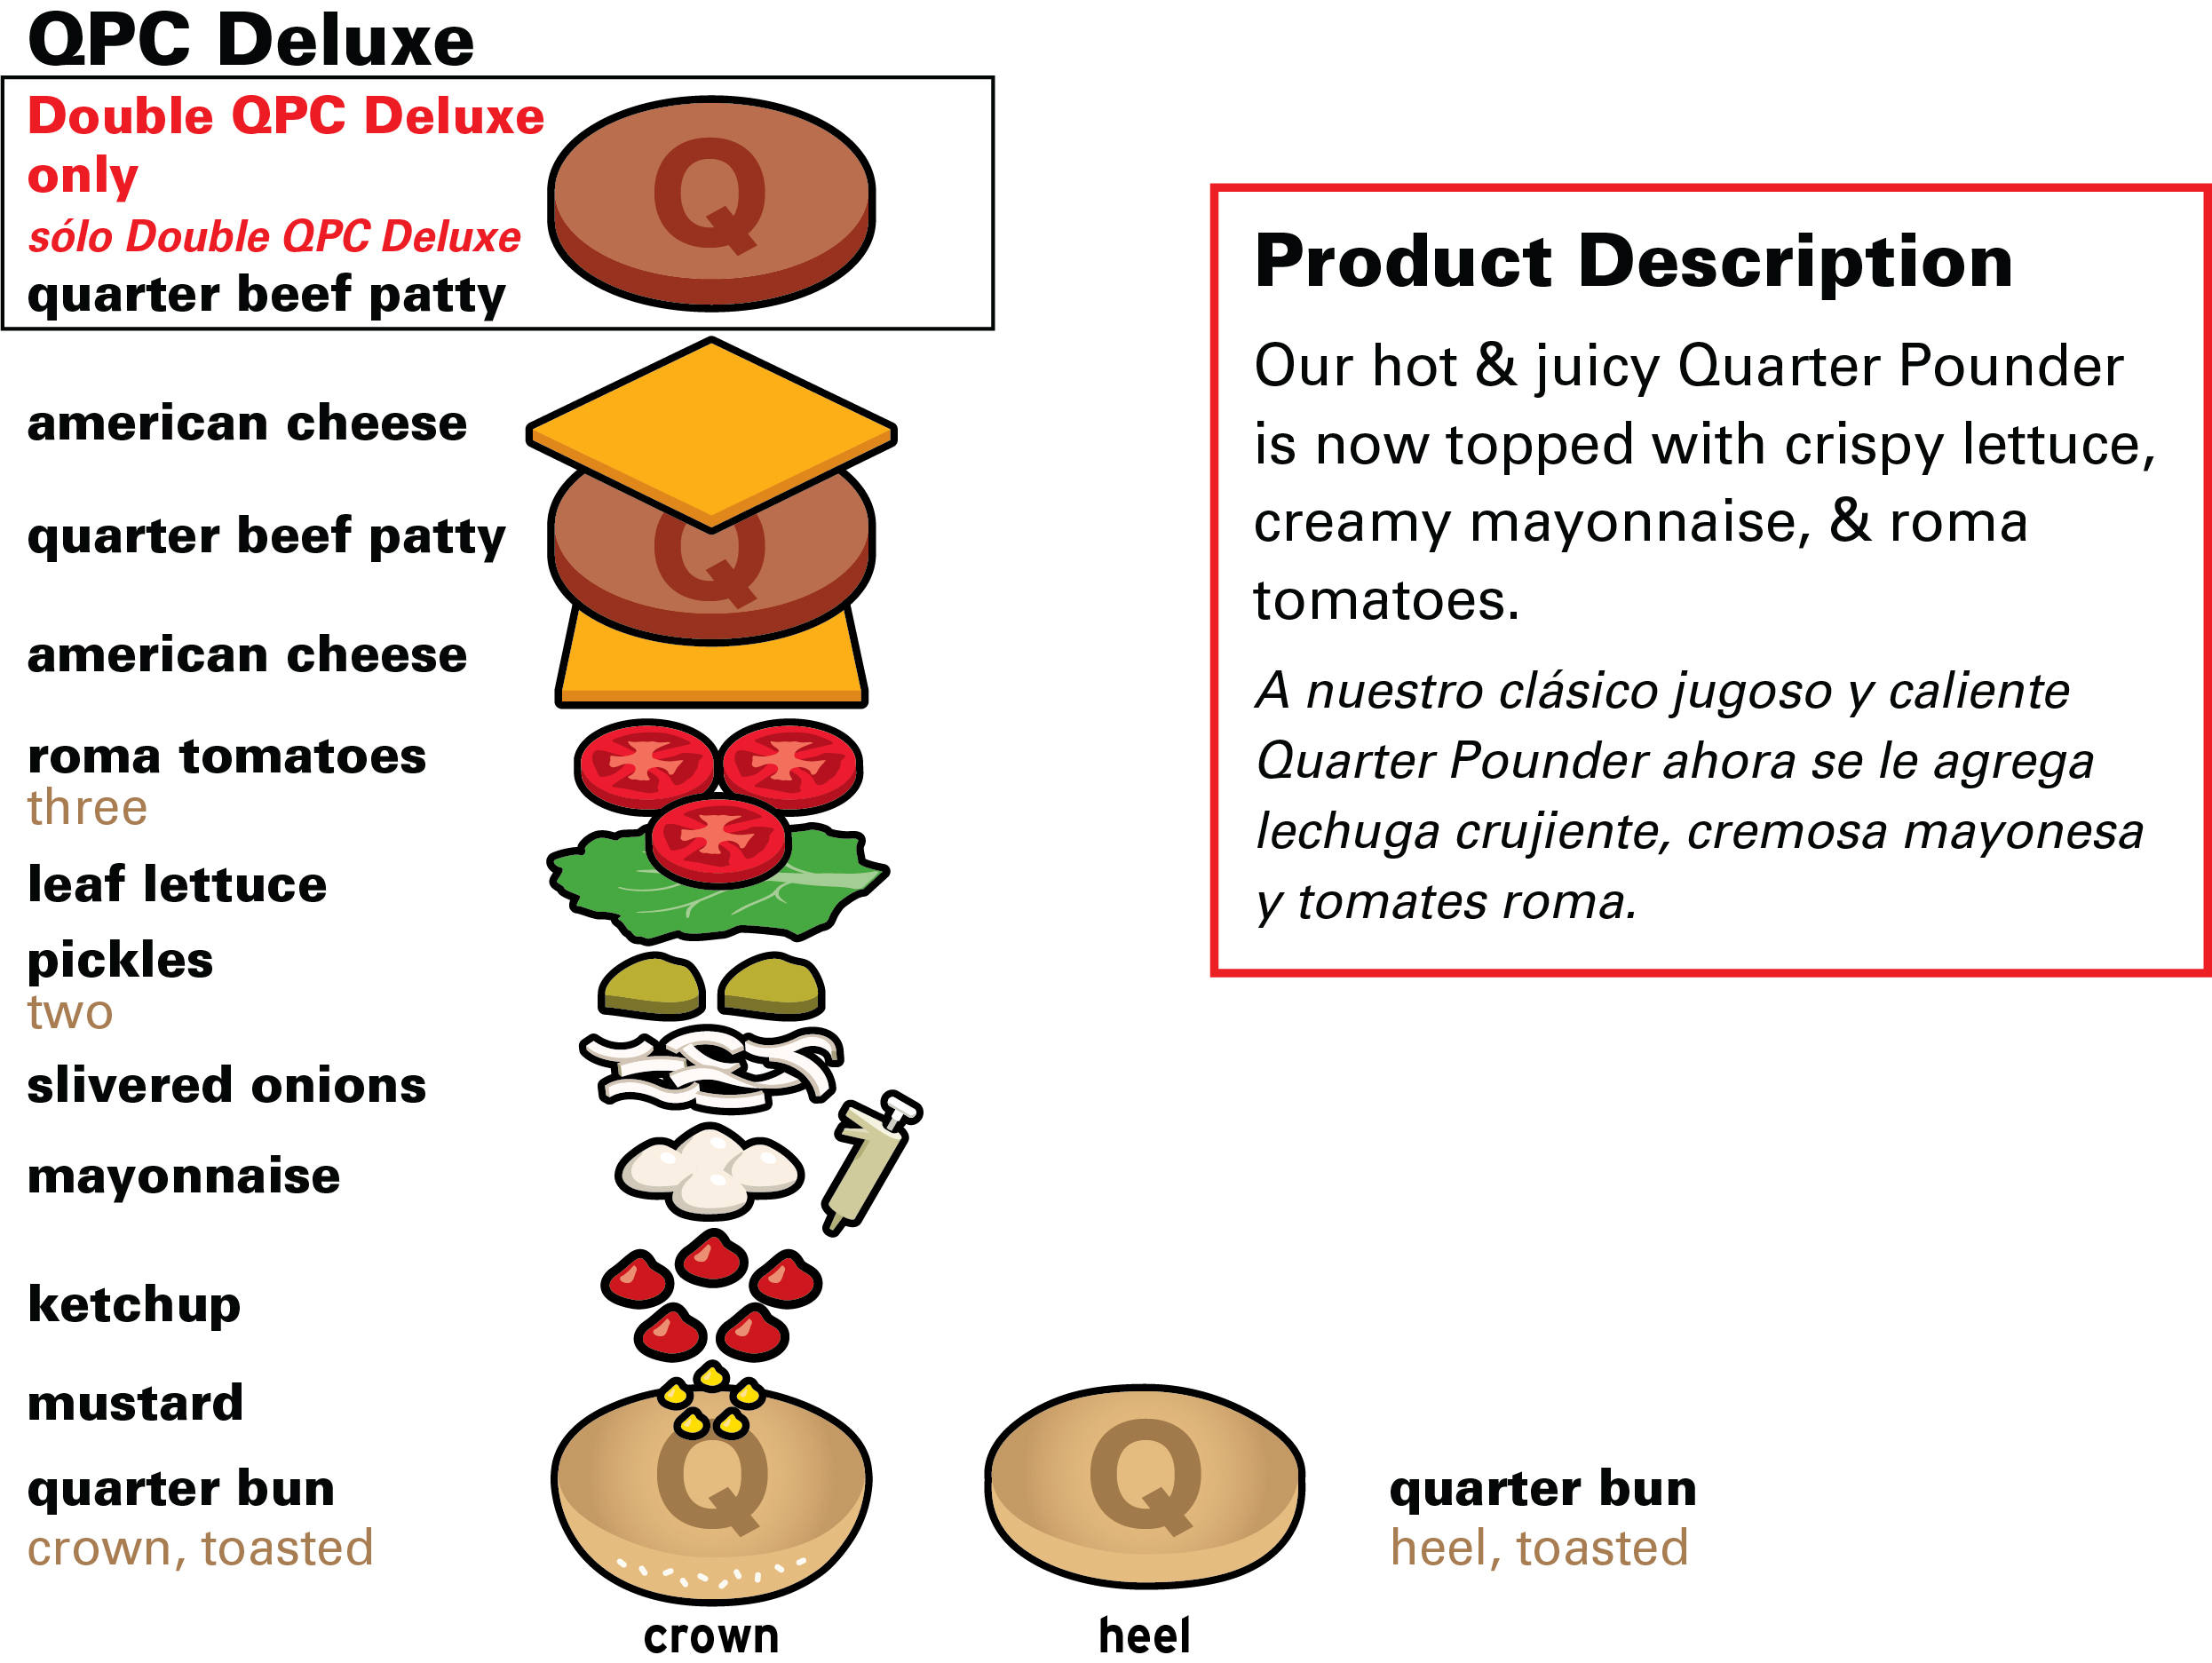 QPC Deluxe
Double QPC Deluxe
only
sólo Double QPC Deluxe
quarter beef patty
Q
american cheese
quarter beef patty
Q
american cheese
roma tomatoes
three
leaf lettuce
pickles
two
slivered onions
mayonnaise
ketchup
mustard
quarter bun
crown, toasted
Q
crown
Q
heel
quarter bun
heel, toasted
Product Description
Our hot & juicy Quarter Pounder
is now topped with crispy lettuce,
creamy mayonnaise, & roma
tomatoes.
A nuestro clásico jugoso y caliente
Quarter Pounder ahora se le agrega
lechuga crujiente, cremosa mayonesa
y tomates roma.